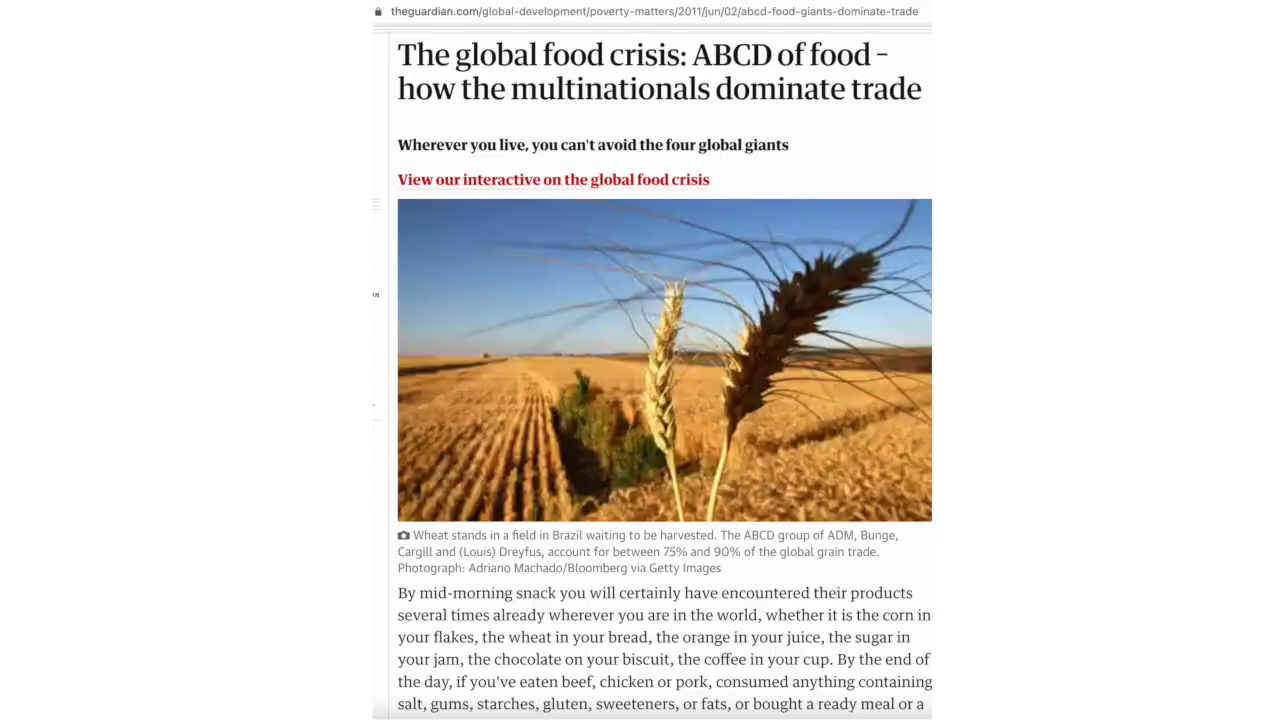 theguardian.com/global-development/poverty-matters/2011/jun/02/abcd-food-giants-dominate-trade
The global food crisis: ABCD of food –
how the multinationals dominate trade
Wherever you live, you can't avoid the four global giants
View our interactive on the global food crisis
Wheat stands in a field in Brazil waiting to be harvested. The ABCD group of ADM, Bunge,
Cargill and (Louis) Dreyfus, account for between 75% and 90% of the global grain trade.
Photograph: Adriano Machado/Bloomberg via Getty Images
By mid-morning snack you will certainly have encountered their products
several times already wherever you are in the world, whether it is the corn in
your flakes, the wheat in your bread, the orange in your juice, the sugar in
your jam, the chocolate on your biscuit, the coffee in your cup. By the end of
the day, if you've eaten beef, chicken or pork, consumed anything containing
salt, gums, starches, gluten, sweeteners, or fats, or bought a ready meal or a